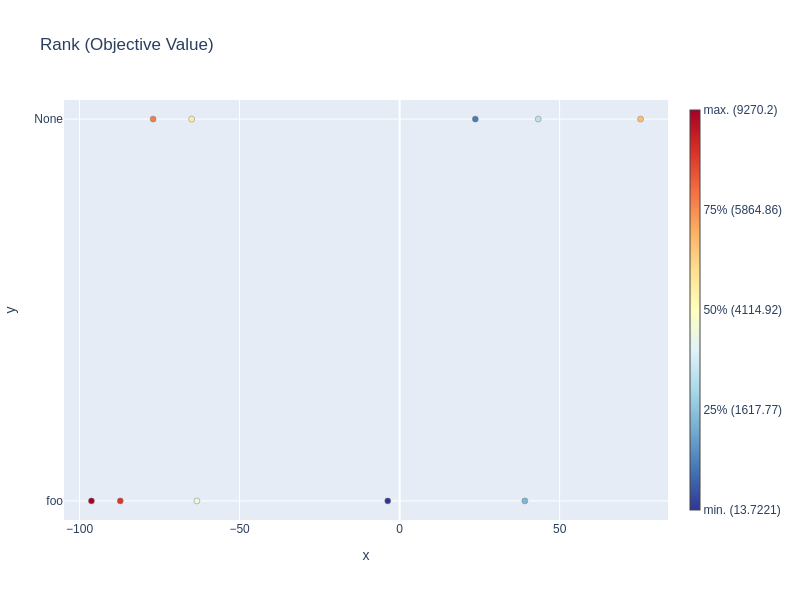 Rank (Objective Value)
None
foo
y
−100
−50
0
50
x
max. (9270.2)
75% (5864.86)
50% (4114.92)
25% (1617.77)
min. (13.7221)